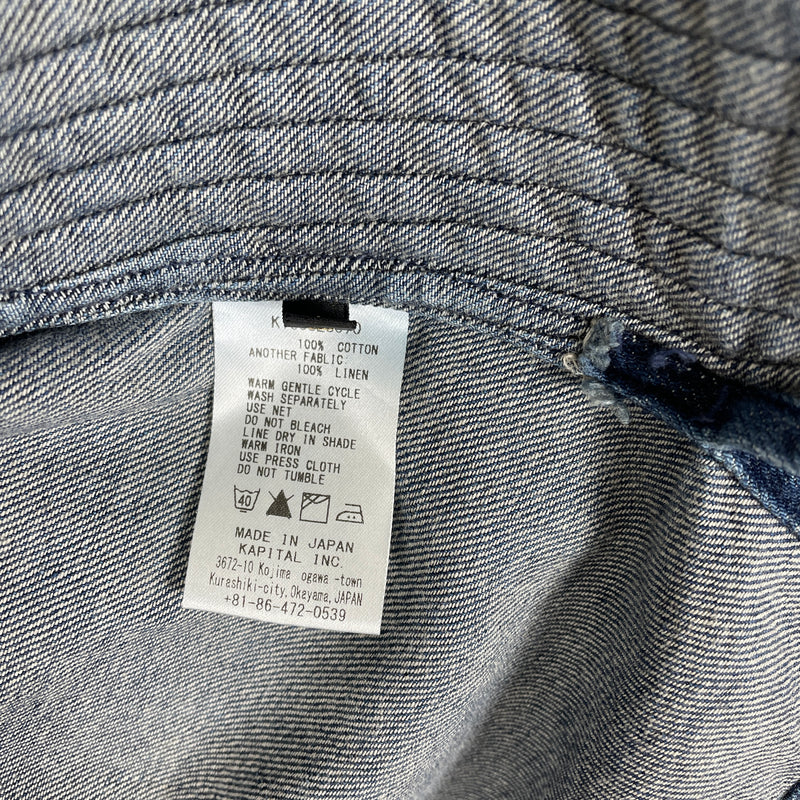 100% COTTON
ANOTHER FABLIC:
100% LINEN
WARM GENTLE CYCLE
WASH SEPARATELY
USE NET
DO NOT BLEACH
LINE DRY IN SHADE
WARM IRON
USE PRESS CLOTH
DO NOT TUMBLE
40
MADE IN JAPAN
KAPITAL INC
3672-10 Kojima ogawa -town
Kurashiki-city, Okayama, JAPAN
+81-86-472-0539